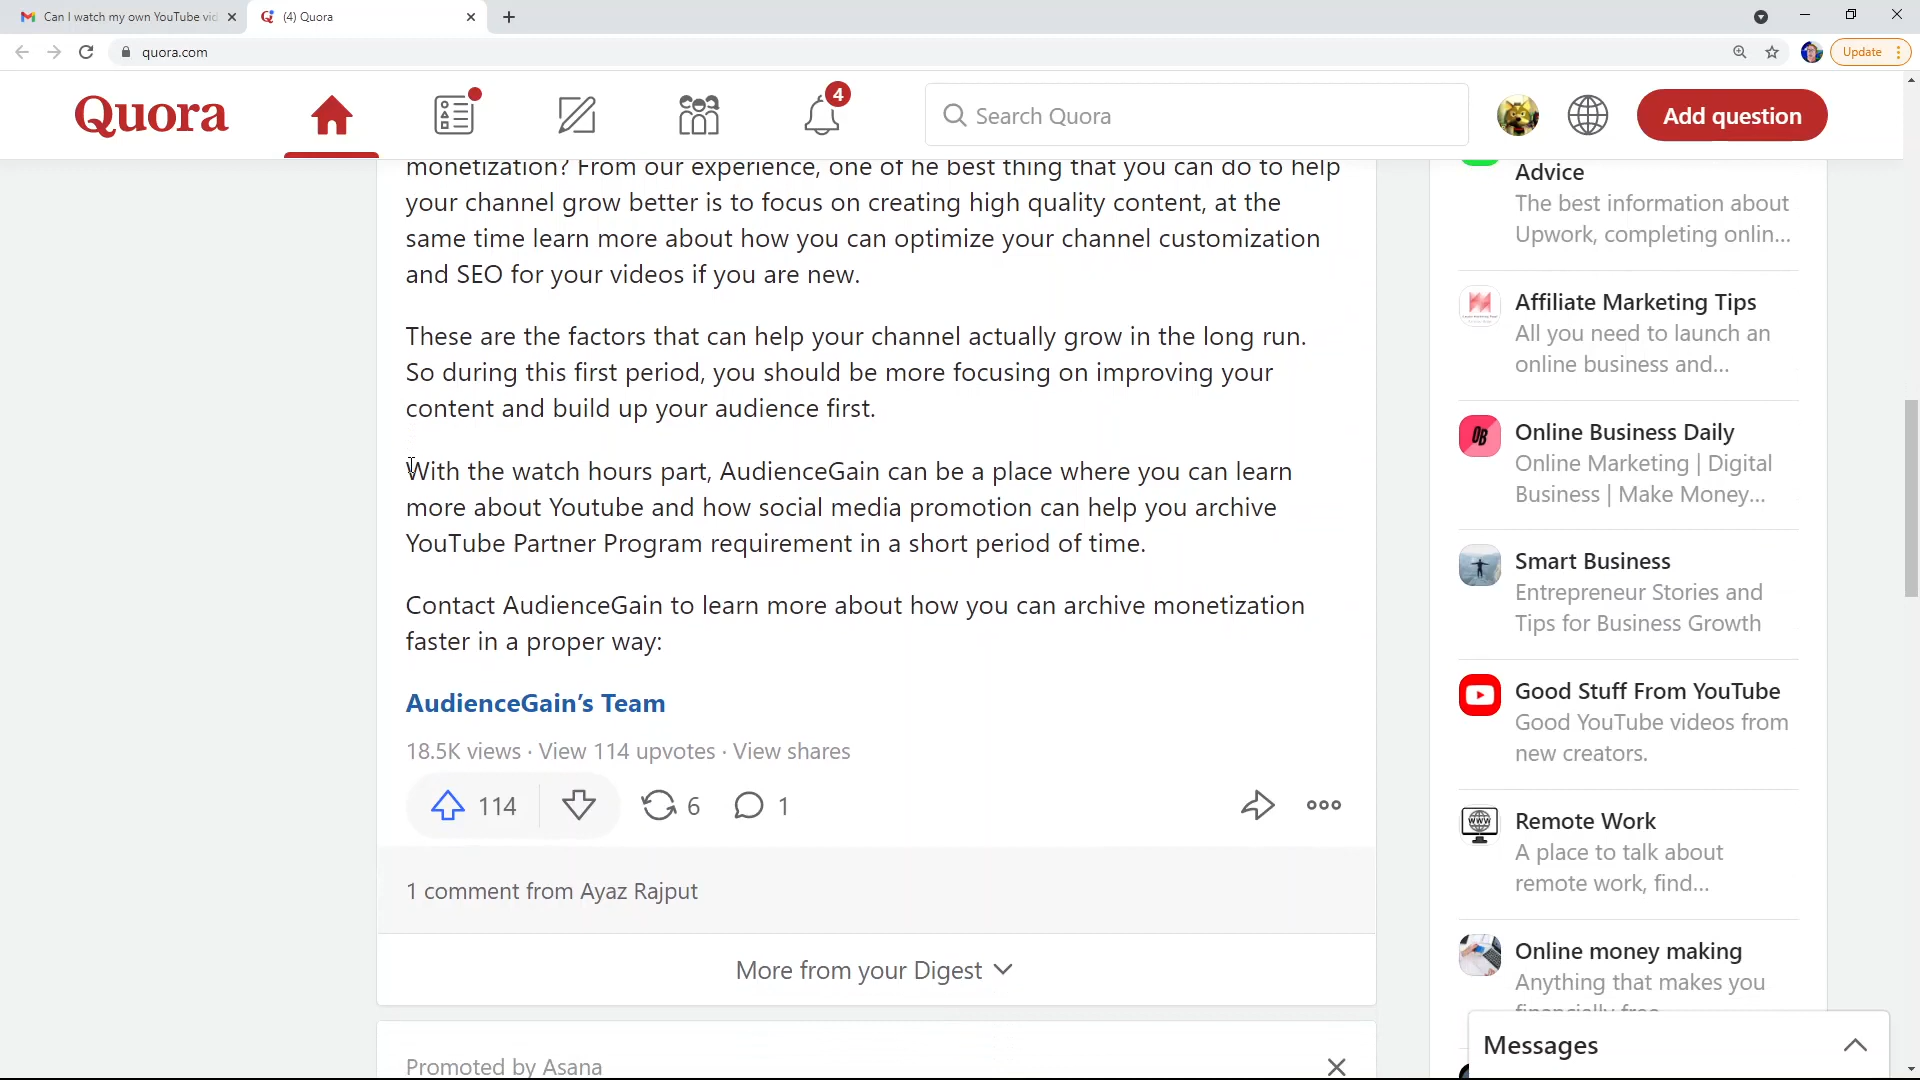 Can I watch my own YouTube vid
(4) Quora
quora.com
Update
Quora
4
Search Quora
Add question
monetization? From our experience, one of he best thing that you can do to help
your channel grow better is to focus on creating high quality content, at the
same time learn more about how you can optimize your channel customization
and SEO for your videos if you are new.
These are the factors that can help your channel actually grow in the long run.
So during this first period, you should be more focusing on improving your
content and build up your audience first.
With the watch hours part, AudienceGain can be a place where you can learn
more about Youtube and how social media promotion can help you archive
YouTube Partner Program requirement in a short period of time.
Contact AudienceGain to learn more about how you can archive monetization
faster in a proper way:
AudienceGain’s Team
18.5K views · View 114 upvotes · View shares
114
6
1
1 comment from Ayaz Rajput
More from your Digest
Promoted by Asana
Advice
The best information about
Upwork, completing onlin...
Affiliate Marketing Tips
All you need to launch an
online business and...
OB
Online Business Daily
Online Marketing | Digital
Business | Make Money...
Smart Business
Entrepreneur Stories and
Tips for Business Growth
Good Stuff From YouTube
Good YouTube videos from
new creators.
WWW
Remote Work
A place to talk about
remote work, find...
Online money making
Anything that makes you
financially free
Messages